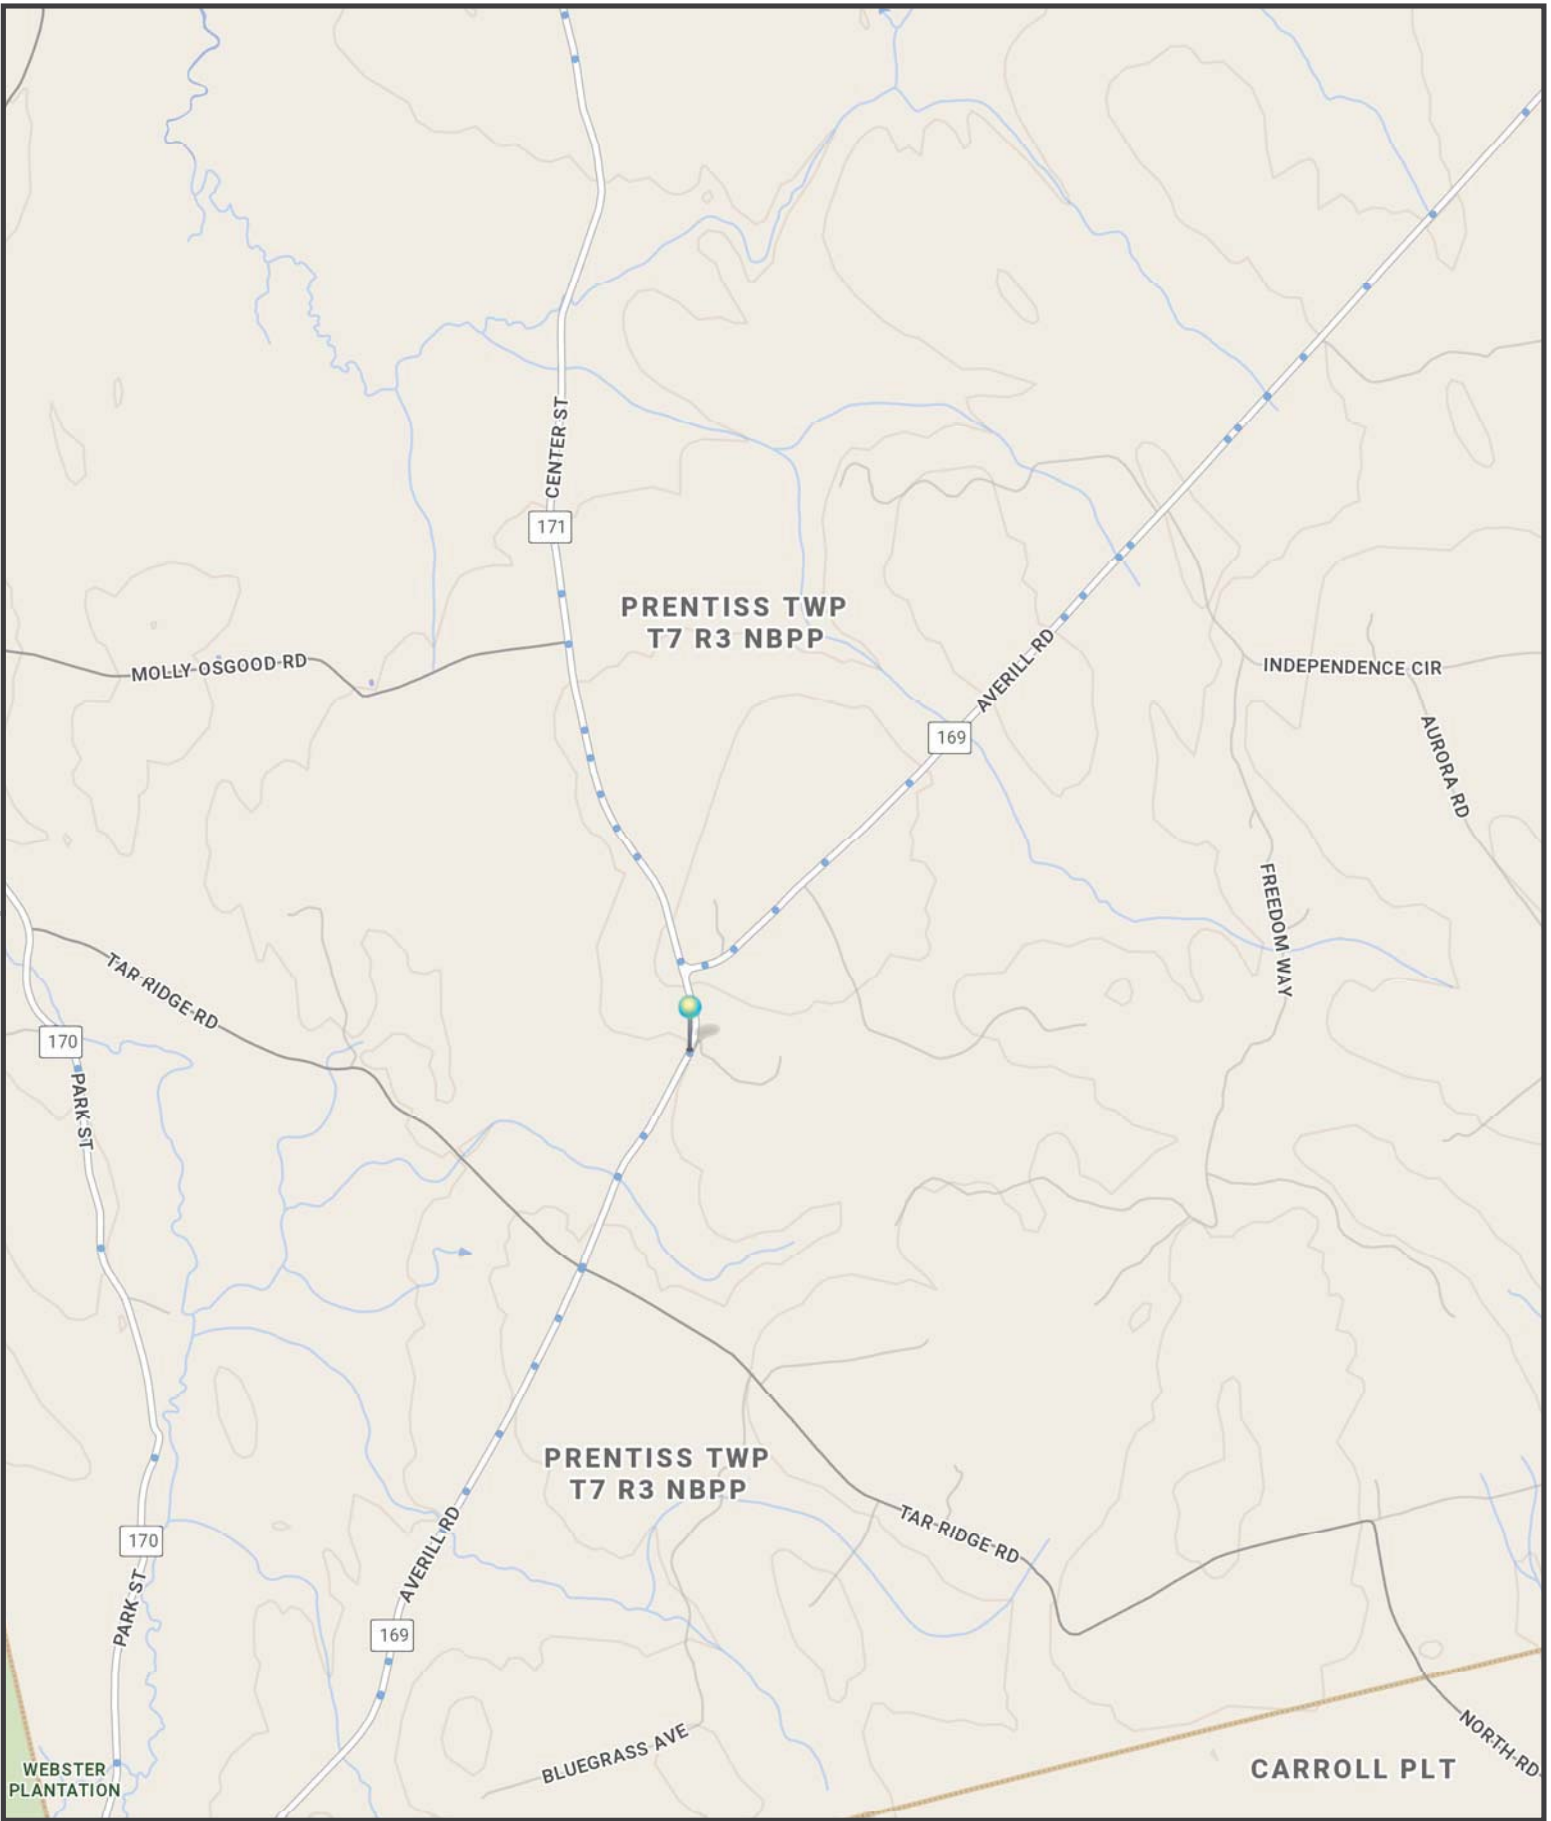 CENTER ST
171
PRENTISS TWP
T7 R3 NBPP
MOLLY OSGOOD RD
AVERILL RD
INDEPENDENCE CIR
169
AURORA RD
FREEDOM WAY
TAR RIDGE RD
170
PARK ST
PRENTISS TWP
T7 R3 NBPP
TAR RIDGE RD
AVERILL RD
170
PARK ST
169
BLUEGRASS AVE
NORTH RD
WEBSTER
PLANTATION
CARROLL PLT